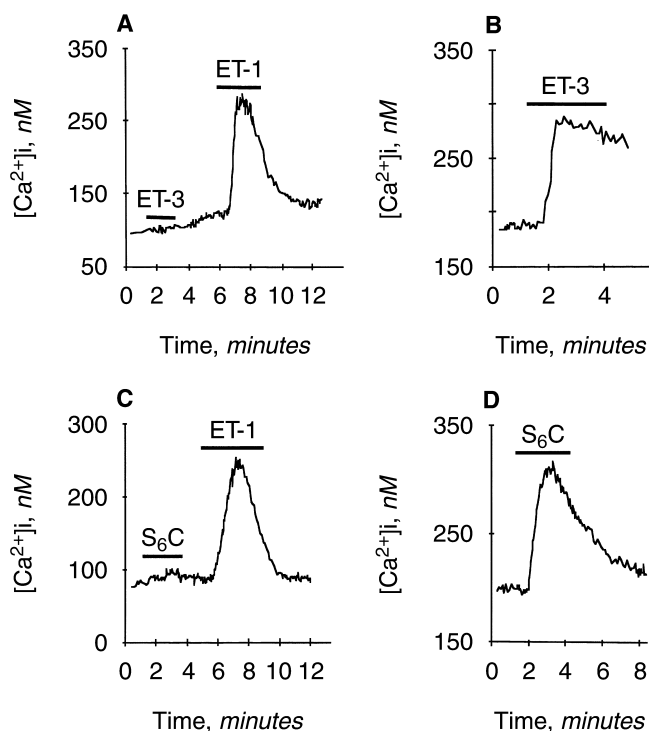 A
350
250
150
50
ET-3
ET-1
0 2 4 6 8 10 12
[Ca²⁺]i, nM
Time, minutes
B
350
250
150
ET-3
0 2 4
[Ca²⁺]i, nM
Time, minutes
C
300
200
100
0
S₆C
ET-1
0 2 4 6 8 10 12
[Ca²⁺]i, nM
Time, minutes
D
350
250
150
S₆C
0 2 4 6 8
[Ca²⁺]i, nM
Time, minutes